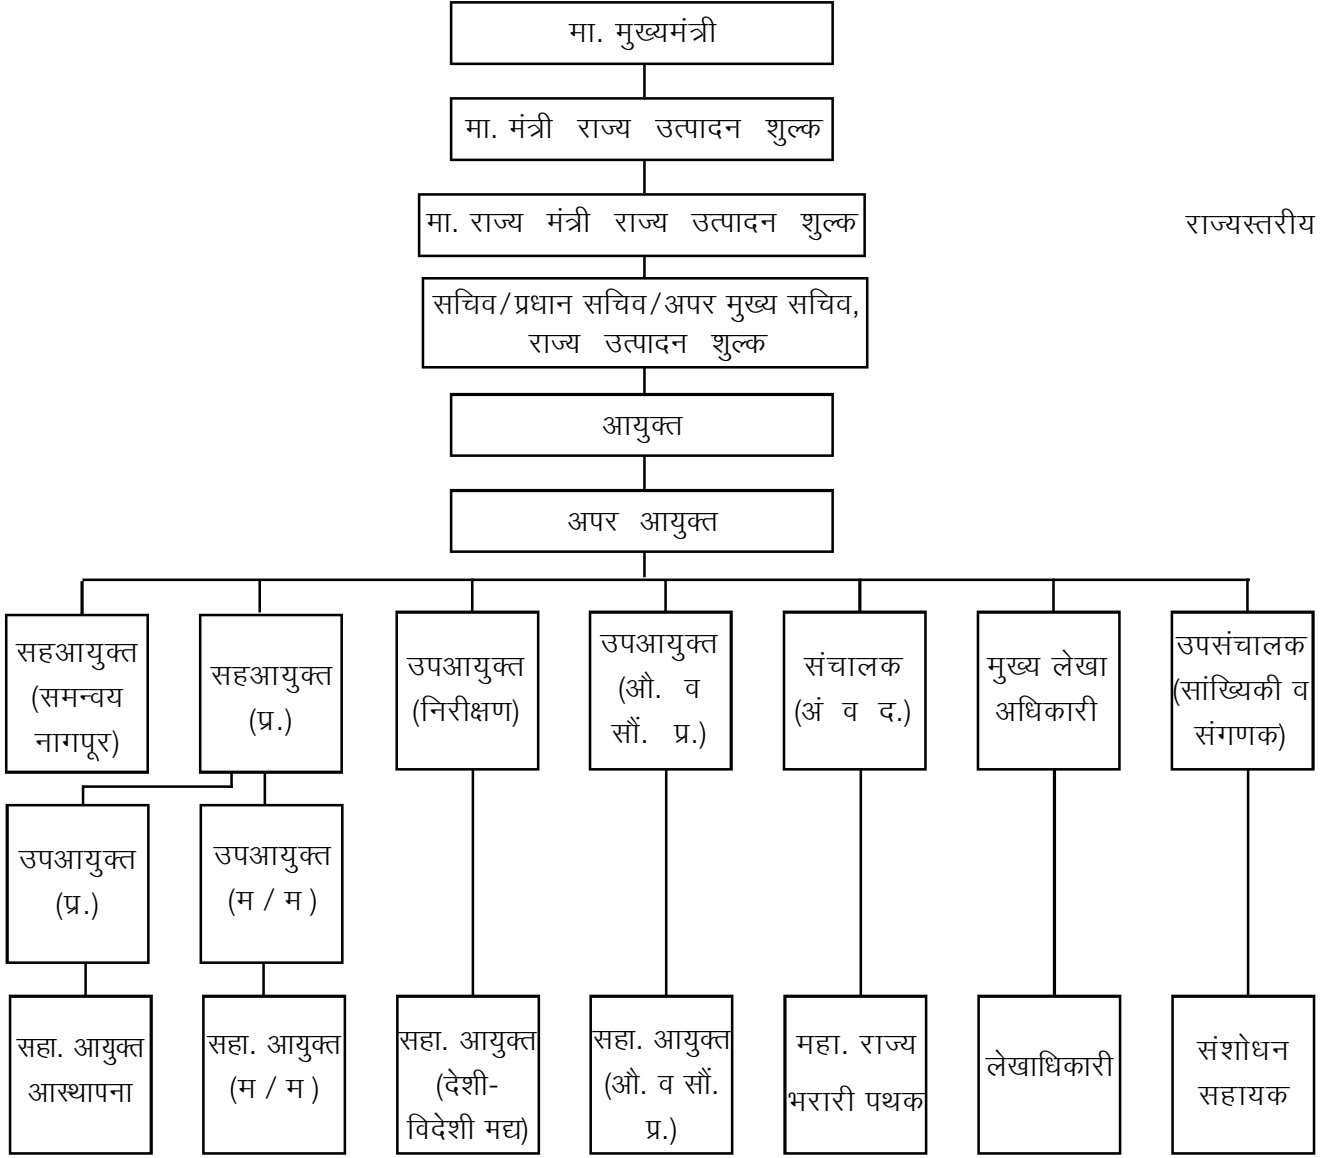 मा. मुख्यमंत्री
मा. मंत्री राज्य उत्पादन शुल्क
मा. राज्य मंत्री राज्य उत्पादन शुल्क
राज्यस्तरीय
सचिव/प्रधान सचिव/अपर मुख्य सचिव,
राज्य उत्पादन शुल्क
आयुक्त
अपर आयुक्त
सहआयुक्त
(समन्वय
नागपूर)
सहआयुक्त
(प्र.)
उपआयुक्त
(निरीक्षण)
उपआयुक्त
(औ. व
सौं. प्र.)
संचालक
(अं व द.)
मुख्य लेखा
अधिकारी
उपसंचालक
(सांख्यिकी व
संगणक)
उपआयुक्त
(प्र.)
उपआयुक्त
(म / म )
सहा. आयुक्त
आस्थापना
सहा. आयुक्त
(म / म )
सहा. आयुक्त
(देशी-
विदेशी मद्य)
सहा. आयुक्त
(औ. व सौं.
प्र.)
महा. राज्य
भरारी पथक
लेखाधिकारी
संशोधन
सहायक